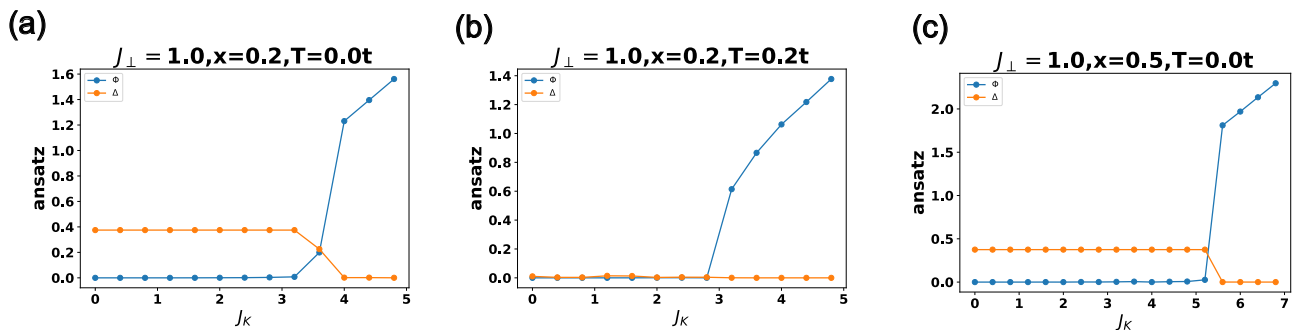 (a)
J⊥ = 1.0,x=0.2,T=0.0t
Φ
Δ
ansatz
1.6
1.4
1.2
1.0
0.8
0.6
0.4
0.2
0.0
0 1 2 3 4 5
J_K
(b)
J⊥ = 1.0,x=0.2,T=0.2t
Φ
Δ
ansatz
1.4
1.2
1.0
0.8
0.6
0.4
0.2
0.0
0 1 2 3 4 5
J_K
(c)
J⊥ = 1.0,x=0.5,T=0.0t
Φ
Δ
ansatz
2.0
1.5
1.0
0.5
0.0
0 1 2 3 4 5 6 7
J_K